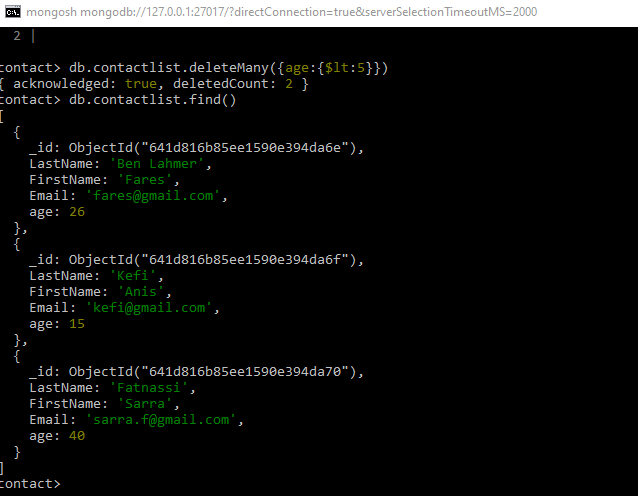 mongosh mongodb://127.0.0.1:27017/?directConnection=true&serverSelectionTimeoutMS=2000
2 |
contact> db.contactlist.deleteMany({age:{$lt:5}})
{ acknowledged: true, deletedCount: 2 }
contact> db.contactlist.find()
[
  {
    _id: ObjectId("641d816b85ee1590e394da6e"),
    LastName: 'Ben Lahmer',
    FirstName: 'Fares',
    Email: 'fares@gmail.com',
    age: 26
  },
  {
    _id: ObjectId("641d816b85ee1590e394da6f"),
    LastName: 'Kefi',
    FirstName: 'Anis',
    Email: 'kefi@gmail.com',
    age: 15
  },
  {
    _id: ObjectId("641d816b85ee1590e394da70"),
    LastName: 'Fatnassi',
    FirstName: 'Sarra',
    Email: 'sarra.f@gmail.com',
    age: 40
  }
]
contact>